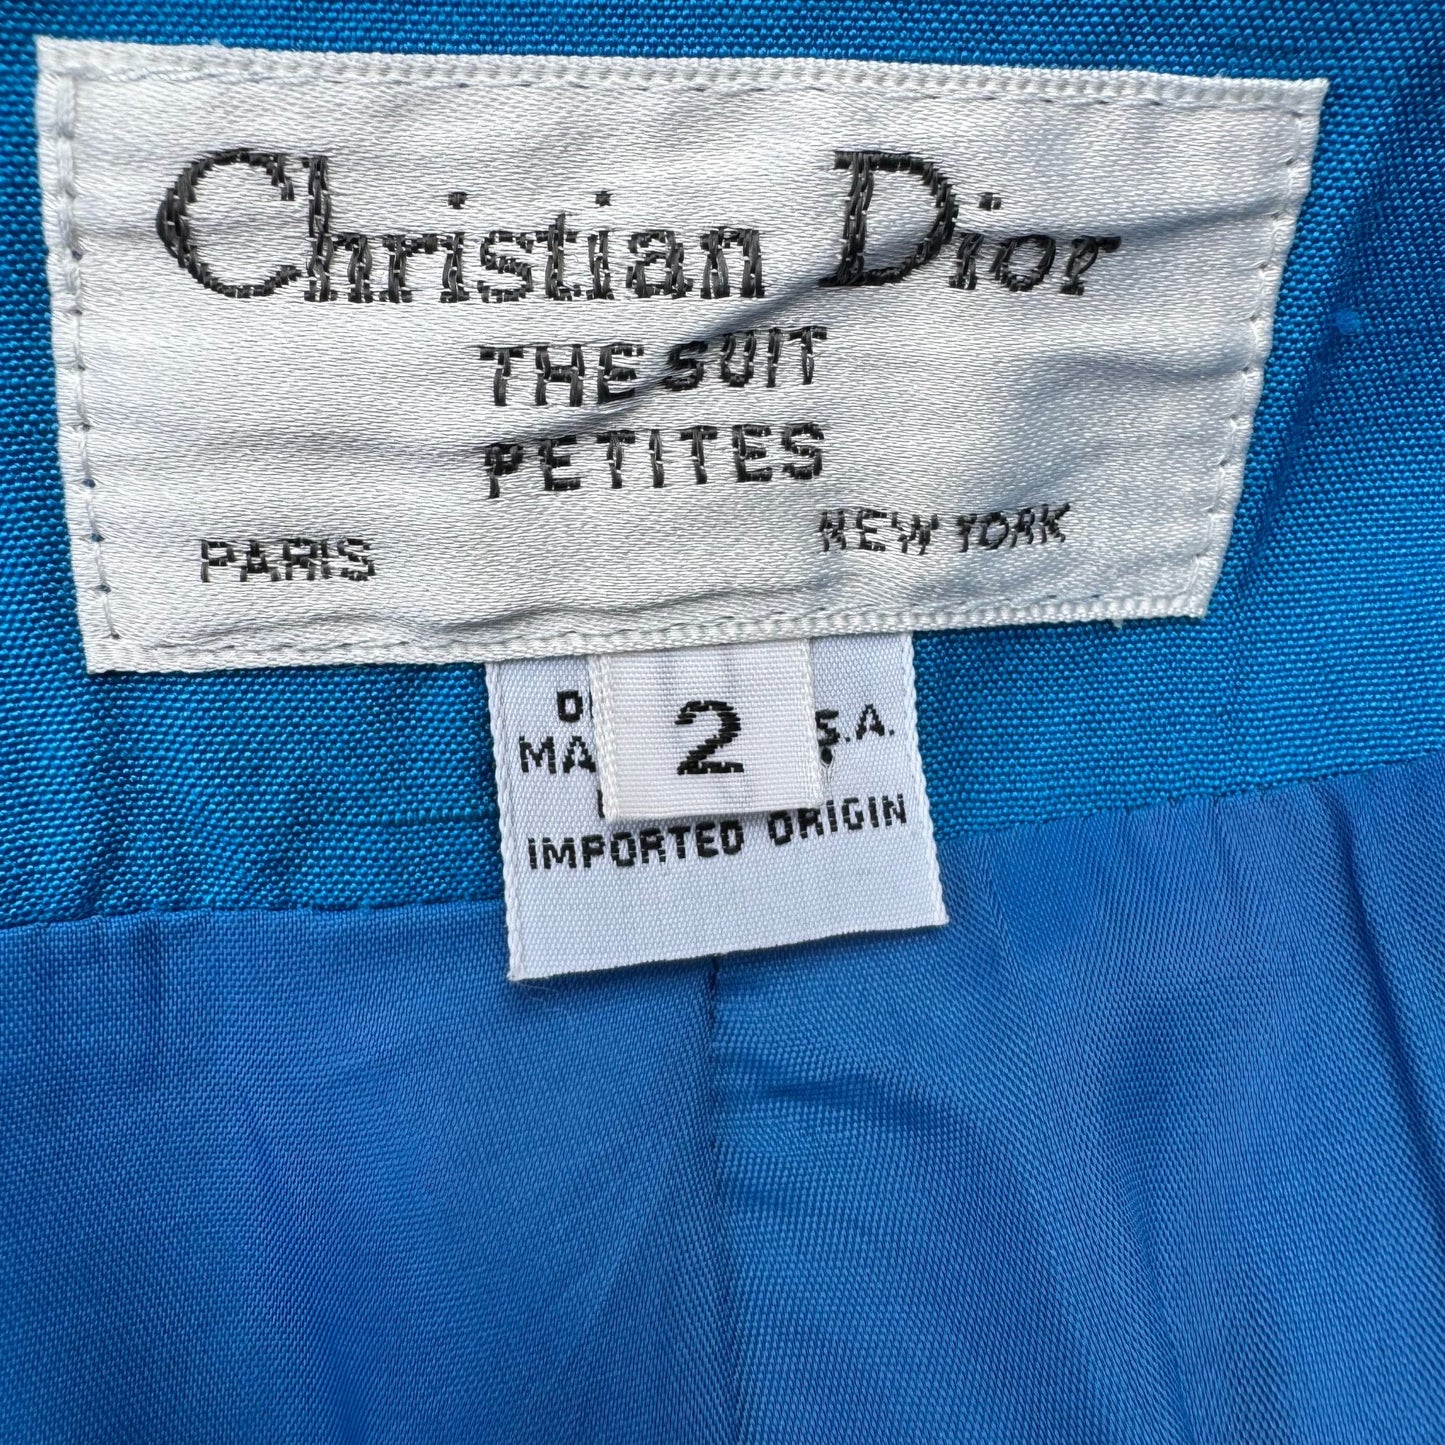 Christian Dior
THE SUIT
PETITES
PARIS NEW YORK
2
IMPORTED ORIGIN